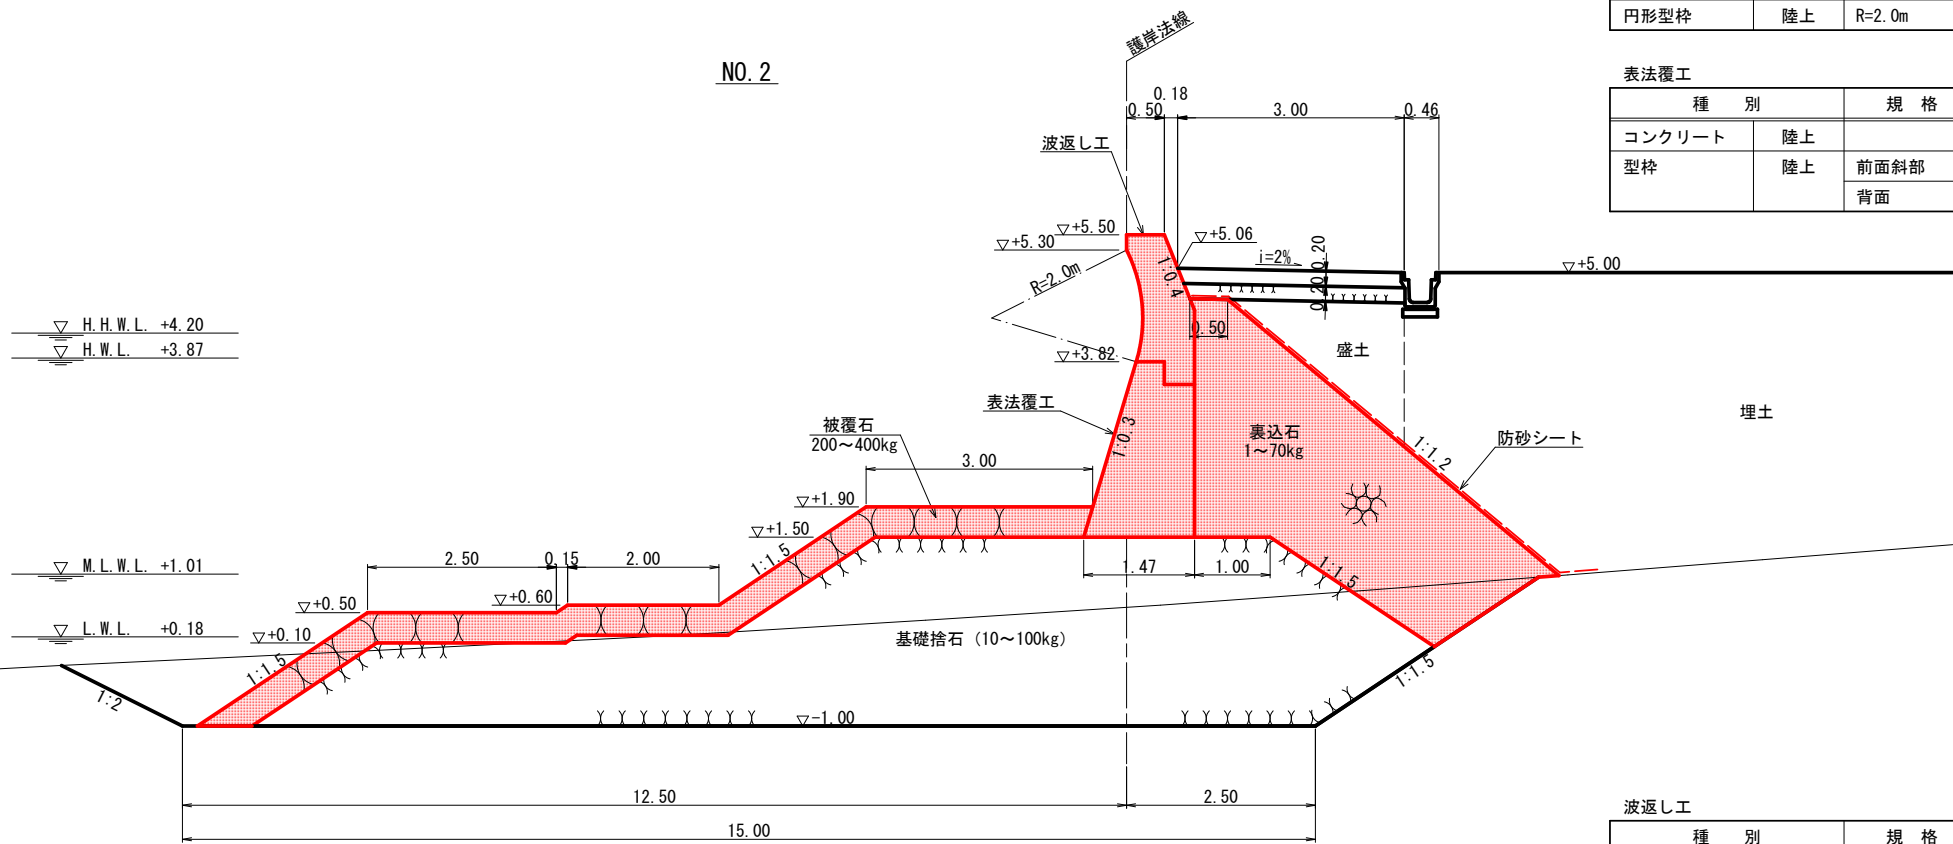 円形型枠 陸上 R=2.0m
護岸法線
NO.2
表法覆工
種 別 規 格
コンクリート 陸上
型枠 陸上 前面斜部
背面
0.18
0.50 3.00 0.46
波返し工
▽+5.50
▽+5.30
▽+5.06
i=2%
0.20
0.20
▽+5.00
R=2.0m
1:0.4
▽ H.H.W.L. +4.20
▽ H.W.L. +3.87
0.50
▽+3.82
盛土
埋土
表法覆工
被覆石
200～400kg
1:0.3
裏込石
1～70kg
1:1.2
防砂シート
3.00
▽+1.90
▽+1.50
1:1.5
▽ M.L.W.L. +1.01
2.50 0.15 2.00
1.47 1.00
1:1.5
▽+0.60
▽+0.50
▽ L.W.L. +0.18
▽+0.10
基礎捨石（10～100kg）
1:1.5
1:1.5
1:2
▽-1.00
12.50 2.50
15.00
波返し工
種 別 規 格